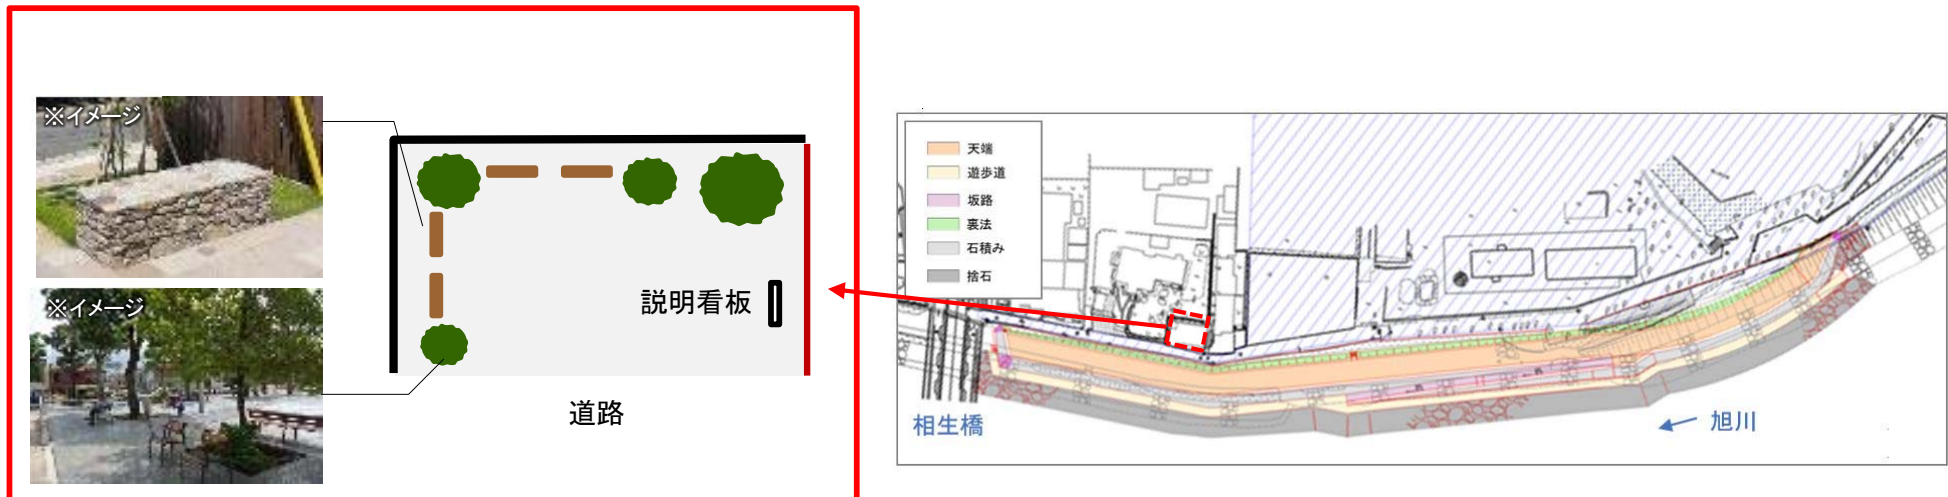 ※イメージ
※イメージ
説明看板
道路
天端
遊歩道
坂路
裏法
石積み
捨石
相生橋
旭川